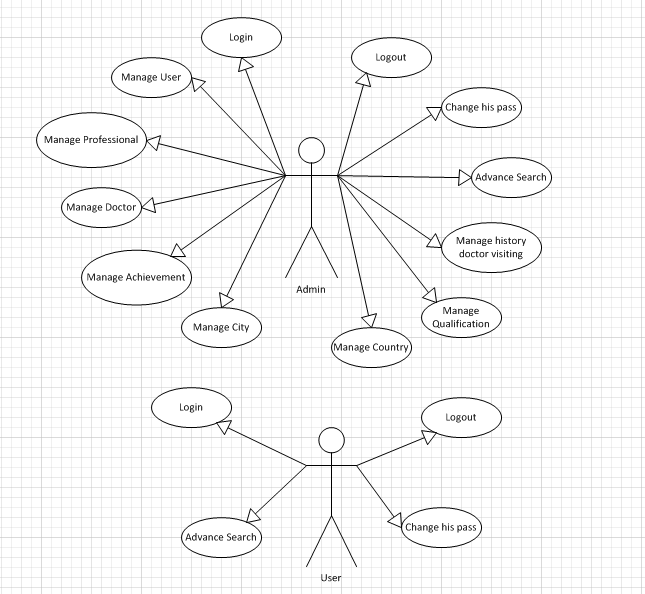 Login
Logout
Manage User
Change his pass
Manage Professional
Advance Search
Manage Doctor
Manage history
doctor visiting
Manage Achievement
Admin
Manage
Qualification
Manage City
Manage Country
Login
Logout
Change his pass
Advance Search
User